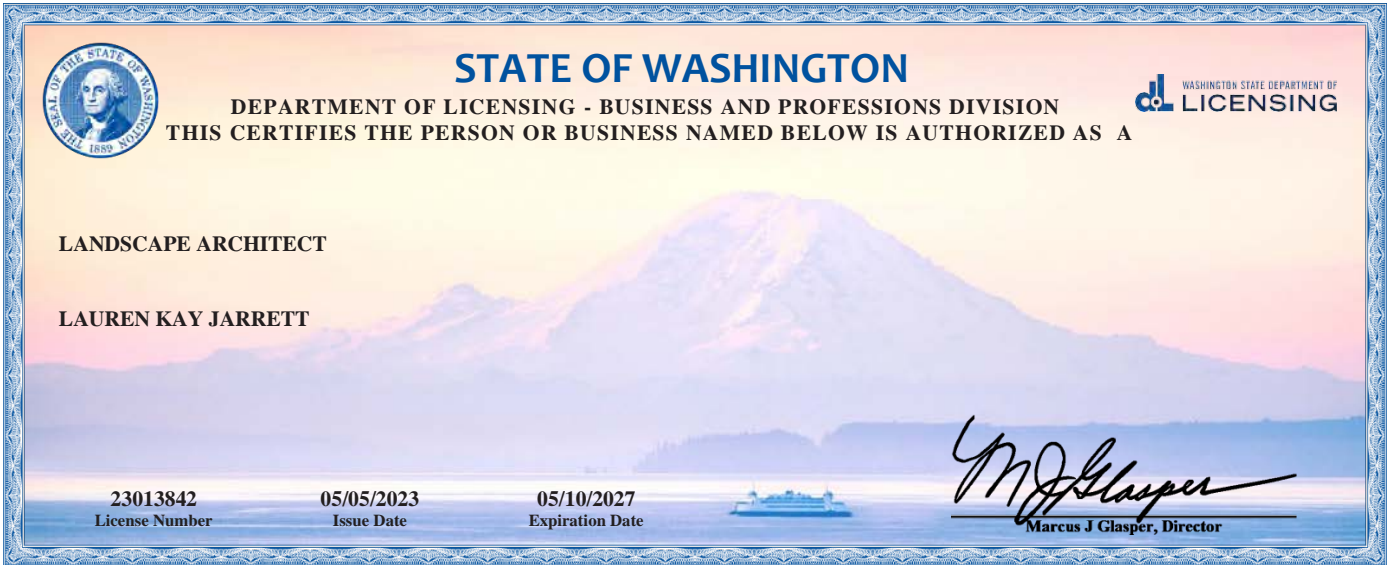 THE SEAL OF THE STATE OF WASHINGTON
1889
STATE OF WASHINGTON
DEPARTMENT OF LICENSING - BUSINESS AND PROFESSIONS DIVISION
THIS CERTIFIES THE PERSON OR BUSINESS NAMED BELOW IS AUTHORIZED AS A
dol WASHINGTON STATE DEPARTMENT OF
LICENSING
LANDSCAPE ARCHITECT
LAUREN KAY JARRETT
23013842
License Number
05/05/2023
Issue Date
05/10/2027
Expiration Date
MJGlasper
Marcus J Glasper, Director